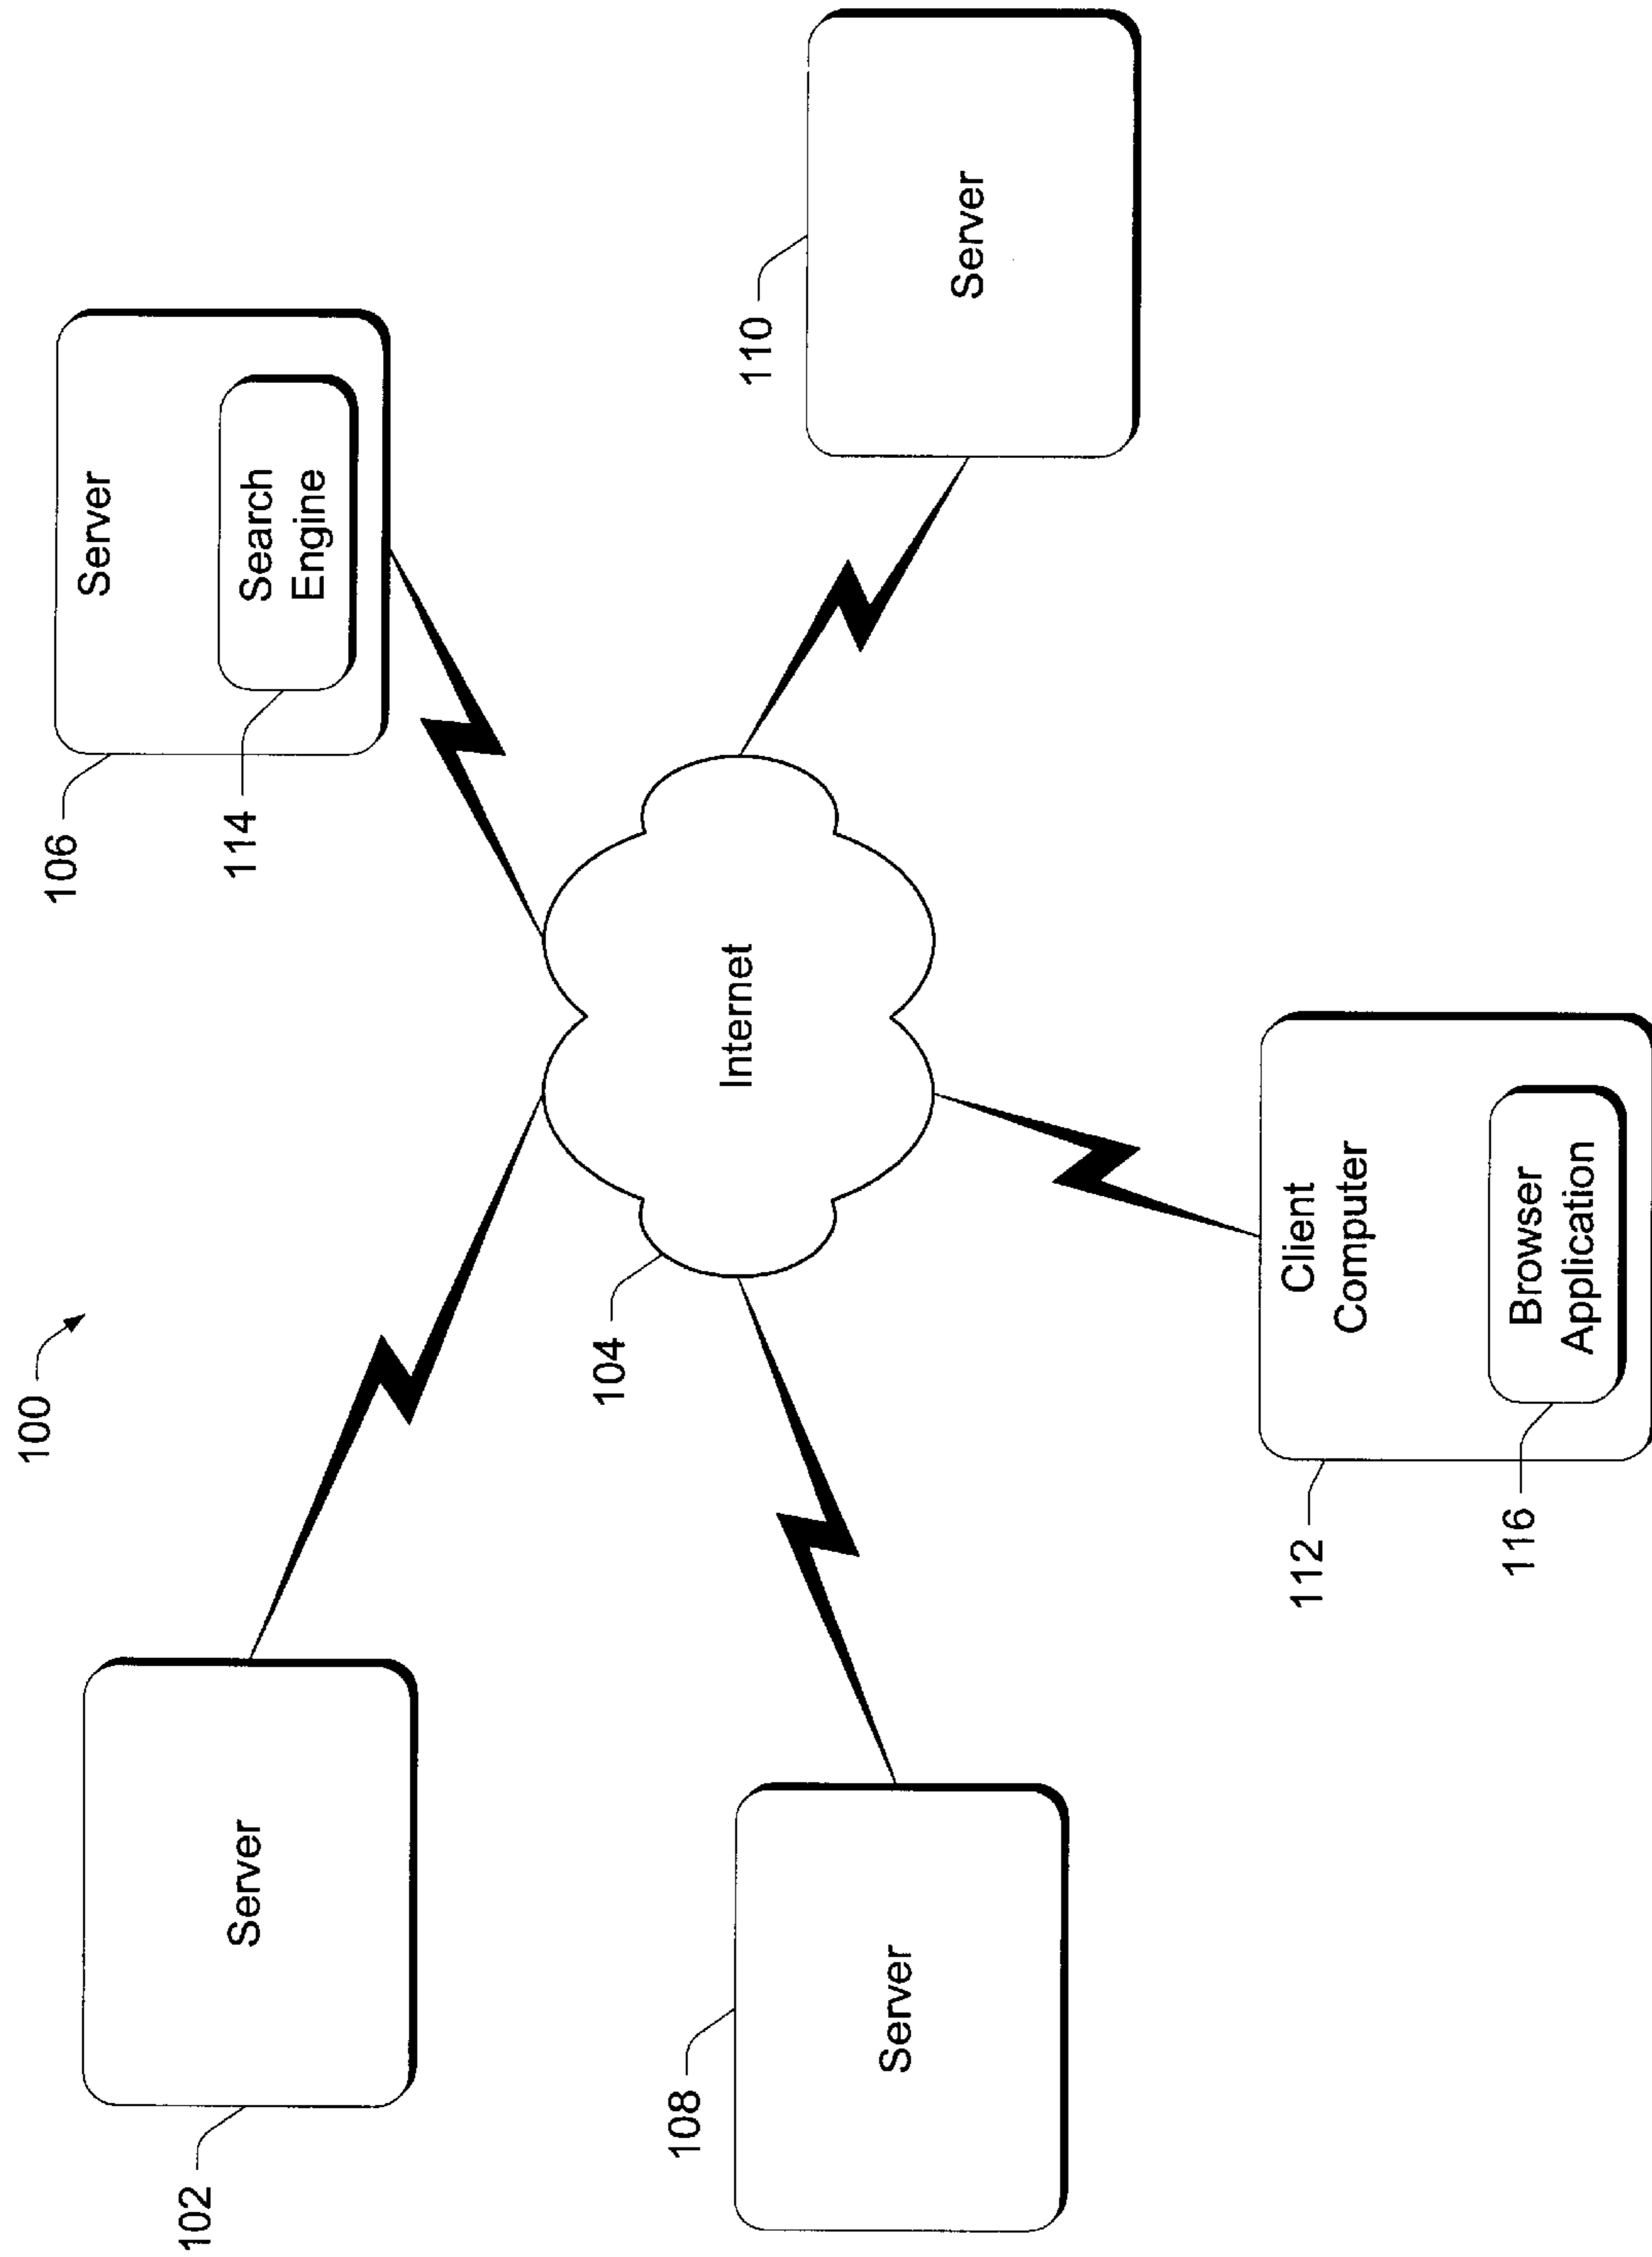 100
102
Server
106
Server
114
Search
Engine
104
Internet
108
Server
110
Server
112
Client
Computer
116
Browser
Application